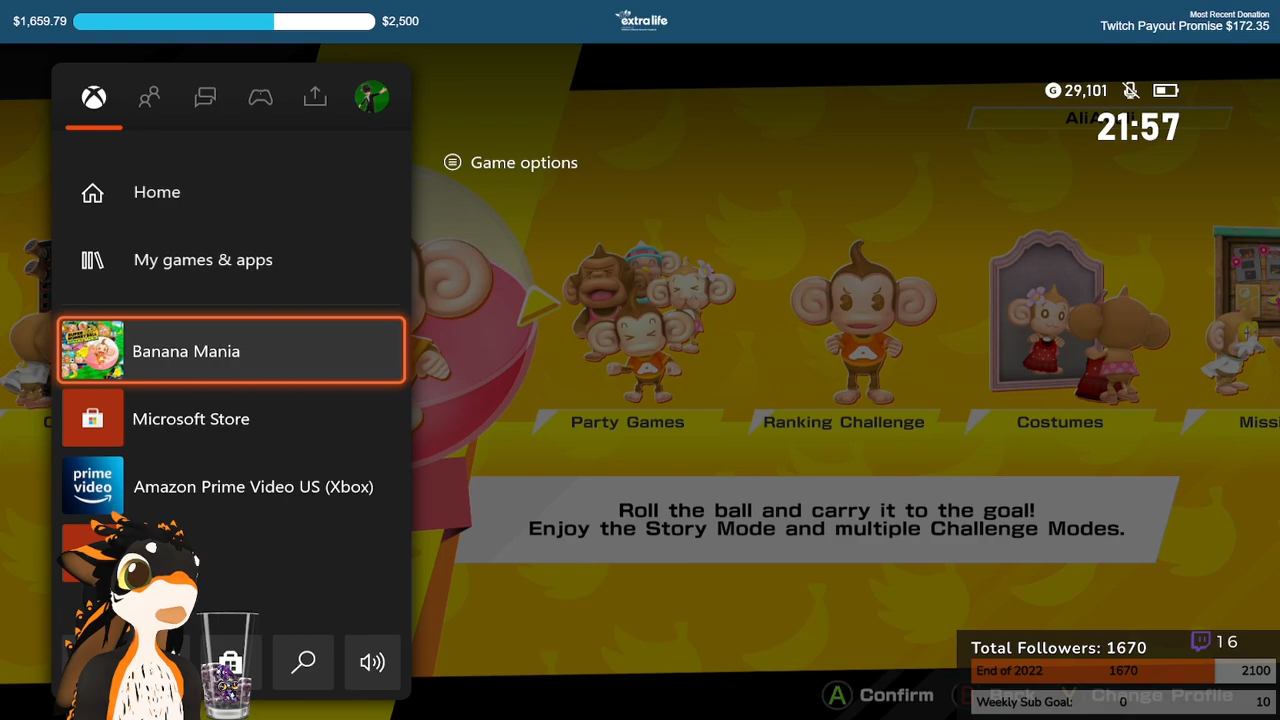 $1,659.79
$2,500
extralife
Most Recent Donation
Twitch Payout Promise $172.35
G 29,101
21:57
Game options
Home
My games & apps
Banana Mania
Microsoft Store
prime video
Amazon Prime Video US (Xbox)
Party Games
Ranking Challenge
Costumes
Roll the ball and carry it to the goal!
Enjoy the Story Mode and multiple Challenge Modes.
Total Followers: 1670
16
End of 2022 1670 2100
Weekly Sub Goal: 0 10
A Confirm
Back
Y Change Profile